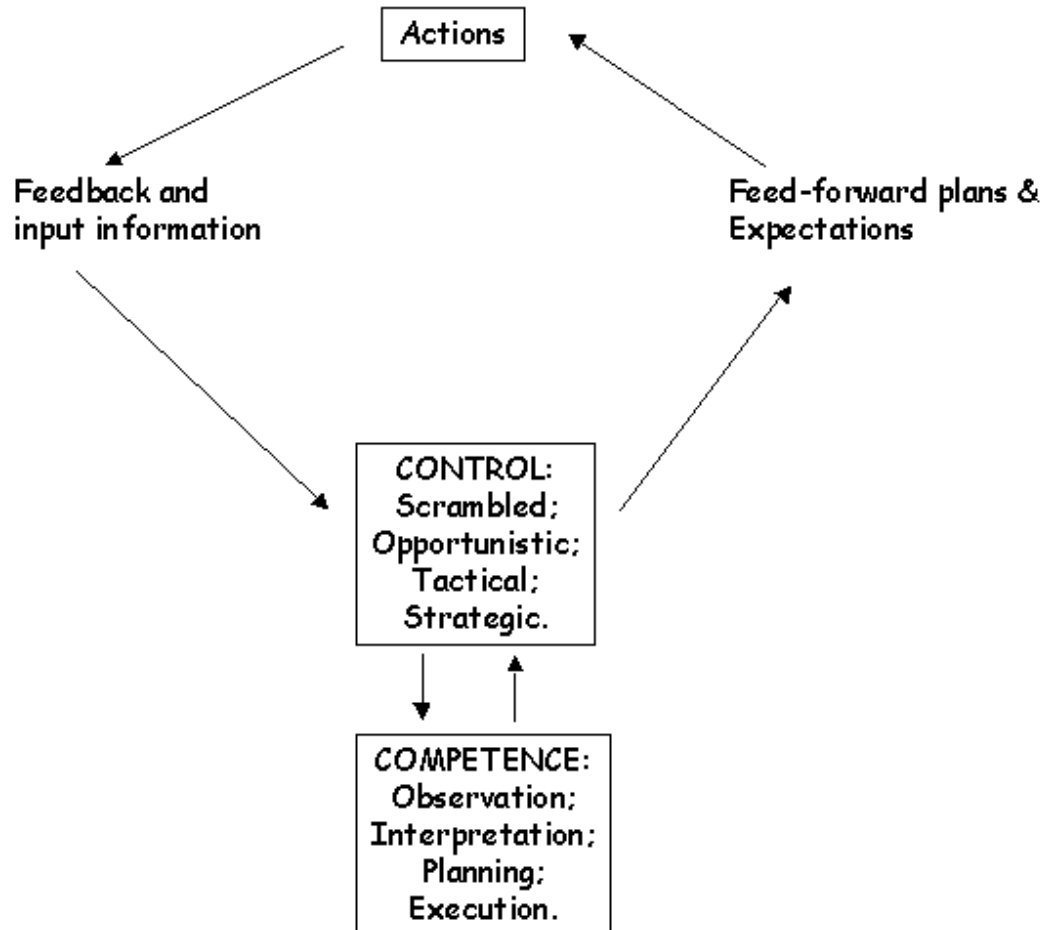 Actions
Feedback and
input information
Feed-forward plans &
Expectations
CONTROL:
Scrambled;
Opportunistic;
Tactical;
Strategic.
COMPETENCE:
Observation;
Interpretation;
Planning;
Execution.